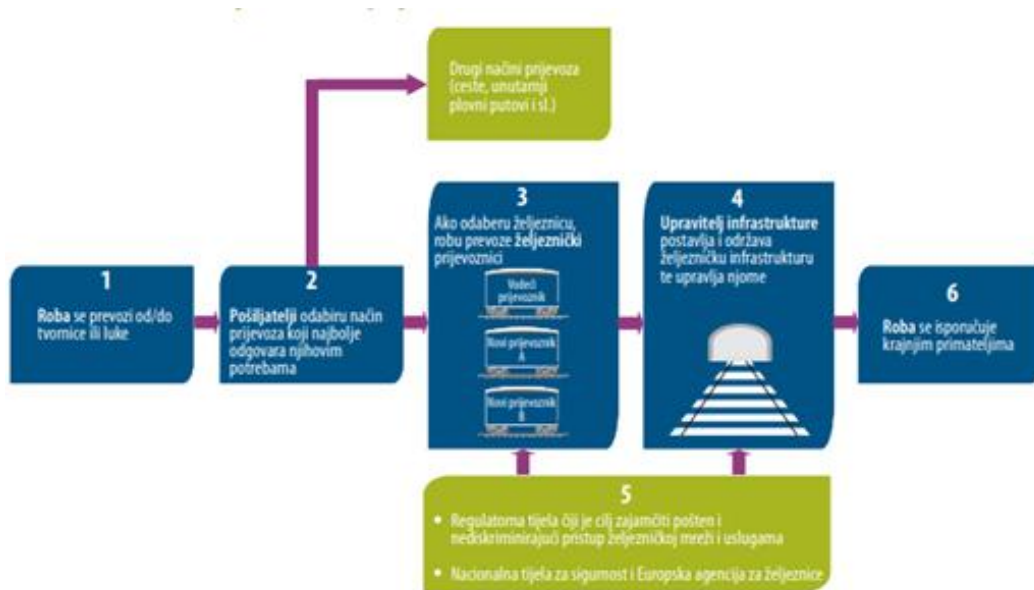 Drugi načini prijevoza
(ceste, unutarnji
plovni putovi i sl.)
1
Roba se prevozi od/do
tvornice ili luke
2
Pošiljatelji odabiru način
prijevoza koji najbolje
odgovara njihovim
potrebama
3
Ako odaberu željeznicu,
robu prevoze željeznički
prijevoznici
Vodeći
prijevoznik
Novi prijevoznik
A
Novi prijevoznik
B
4
Upravitelj infrastrukture
postavlja i održava
željezničku infrastrukturu
te upravlja njome
6
Roba se isporučuje
krajnjim primateljima
5
• Regulatorna tijela čiji je cilj zajamčiti pošten i
nediskriminirajući pristup željezničkoj mreži i uslugama
• Nacionalna tijela za sigurnost i Europska agencija za željeznice